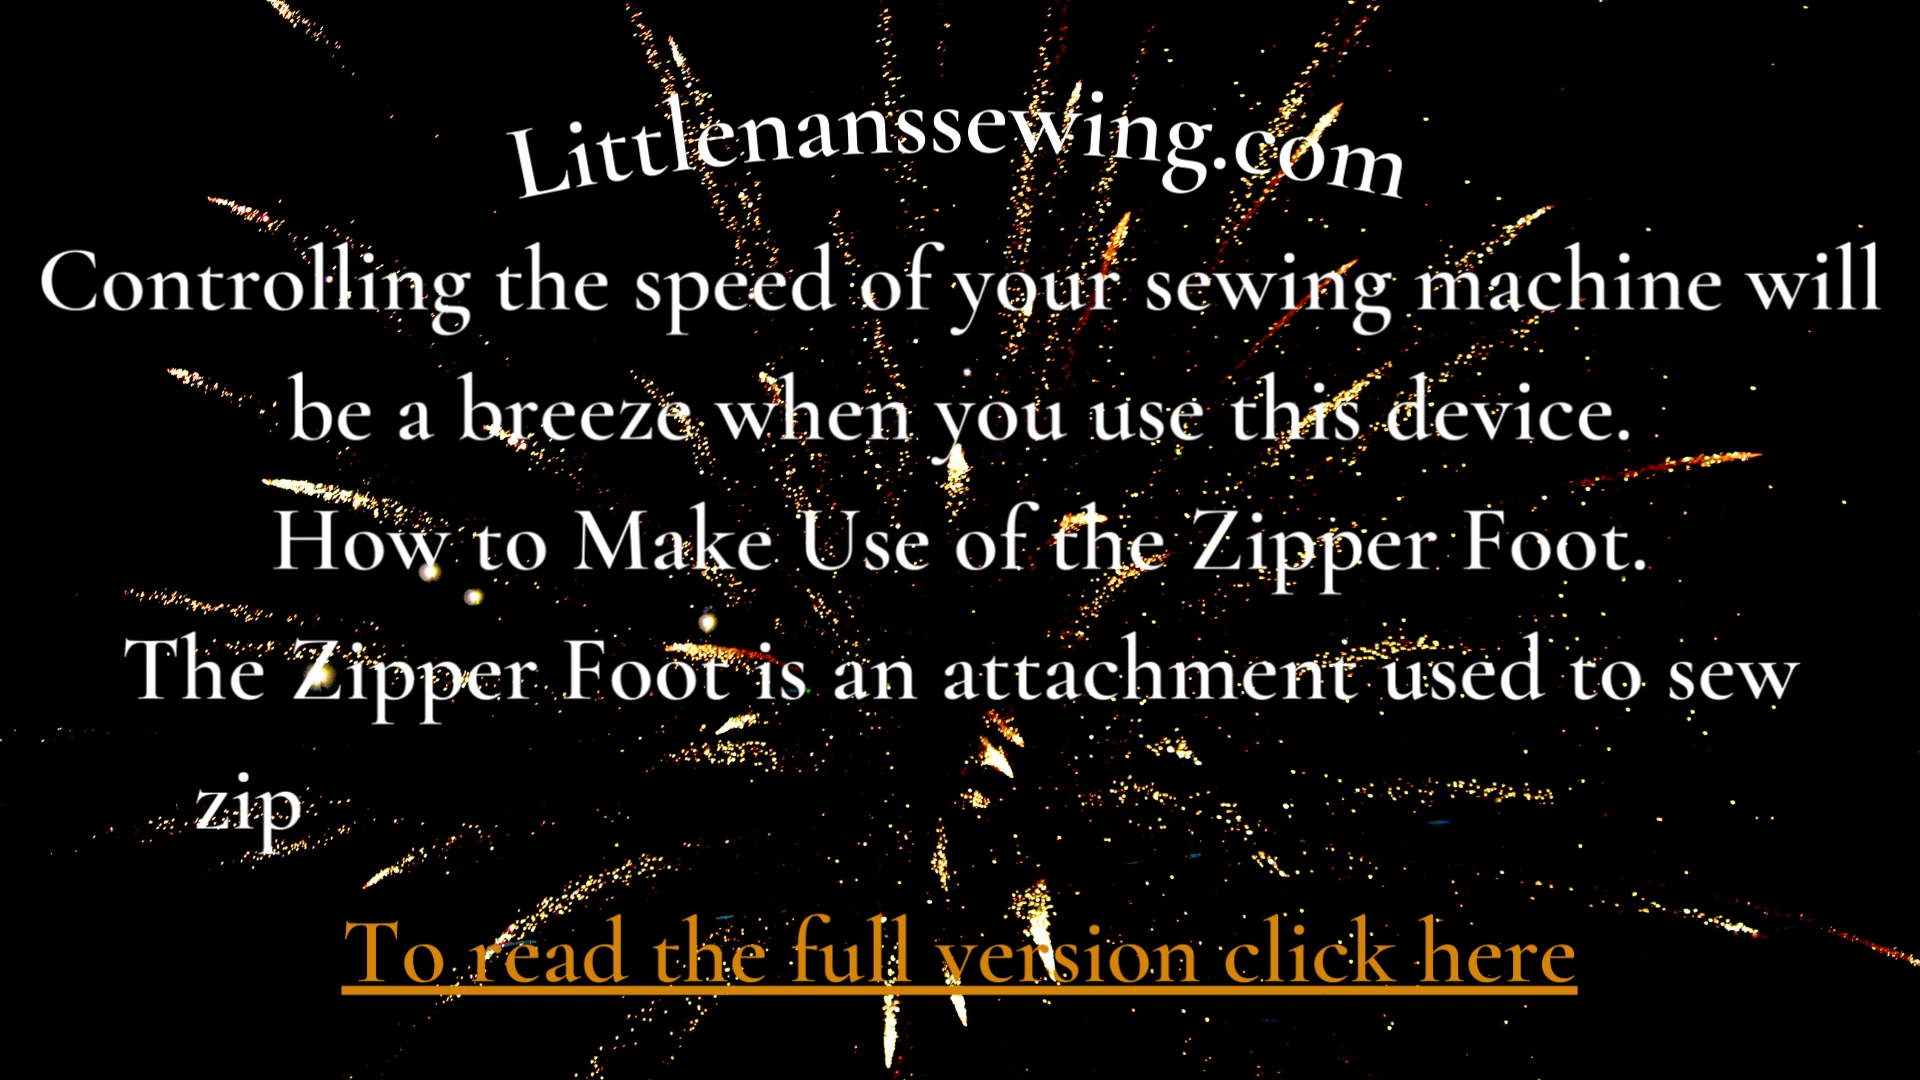 Littlenanssewing.com
Controlling the speed of your sewing machine will
be a breeze when you use this device.
How to Make Use of the Zipper Foot.
The Zipper Foot is an attachment used to sew
zip
To read the full version click here